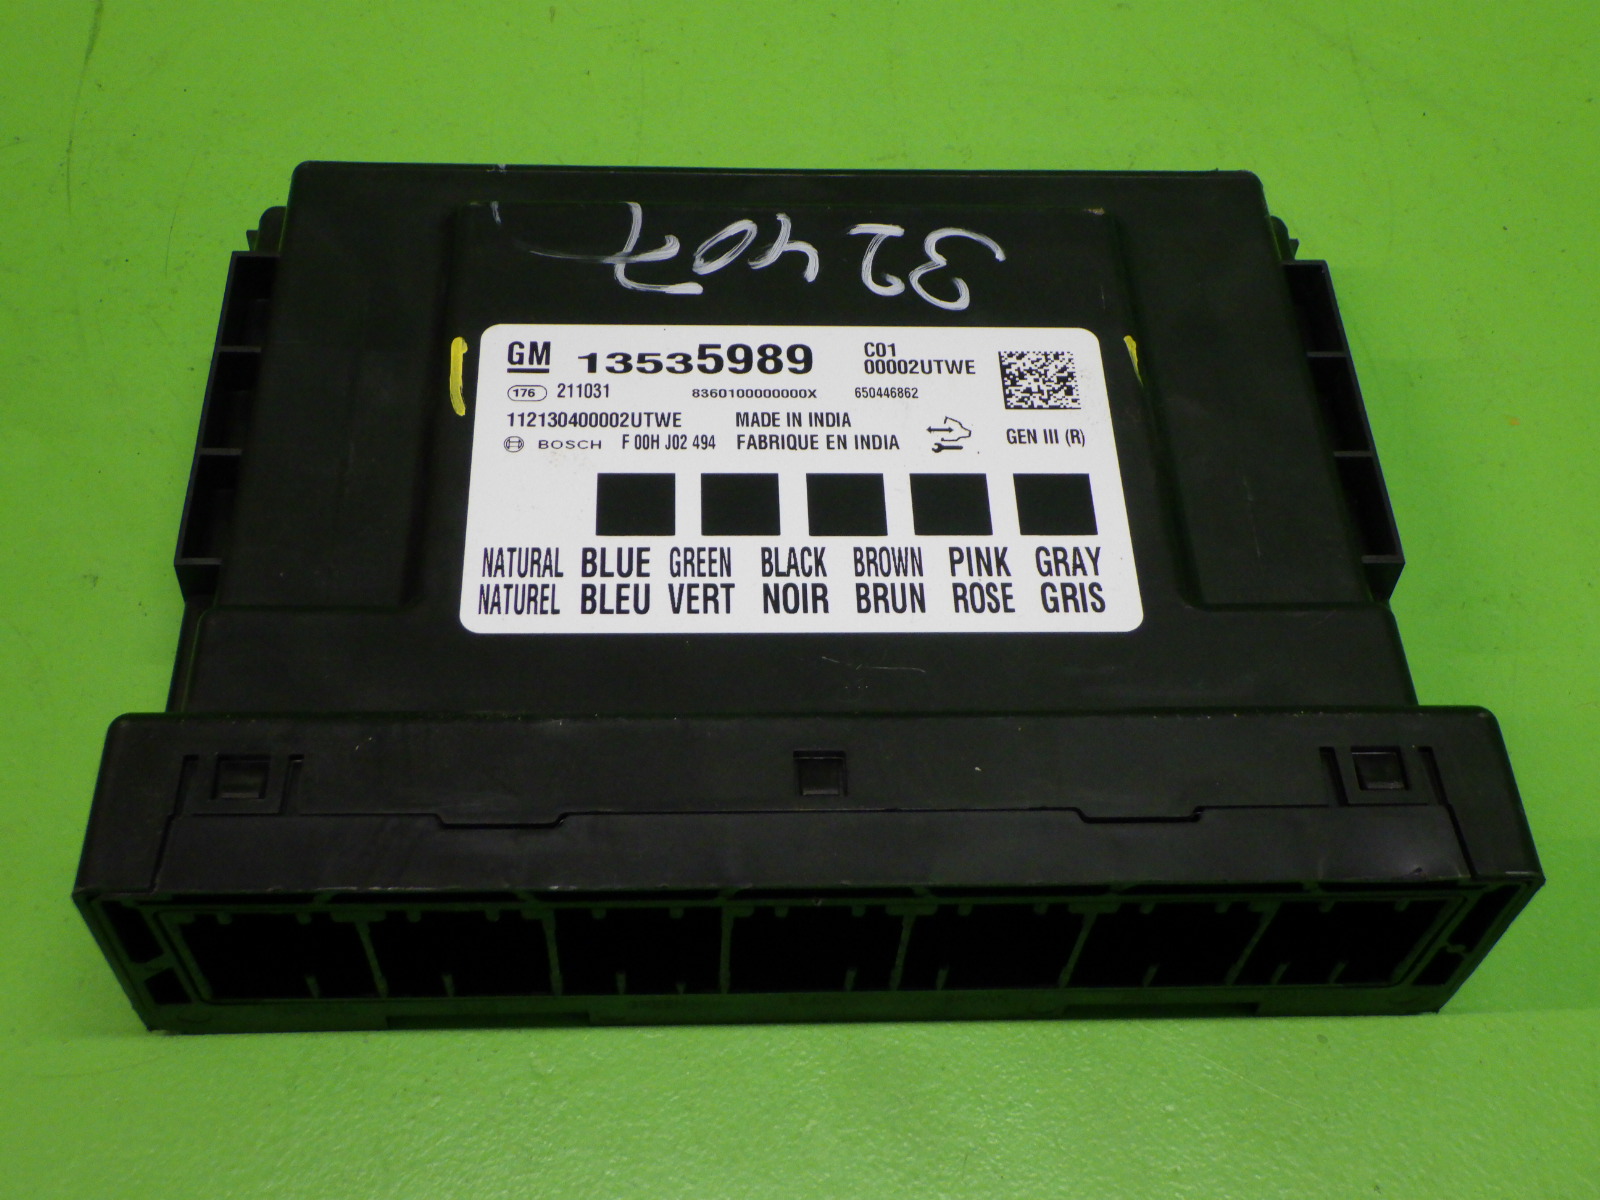 32407
GM 13535989 C01
00002UTWE
176 211031 8360100000000X 650446862
112130400002UTWE MADE IN INDIA
BOSCH F 00H J02 494 FABRIQUE EN INDIA GEN III (R)
NATURAL BLUE GREEN BLACK BROWN PINK GRAY
NATUREL BLEU VERT NOIR BRUN ROSE GRIS